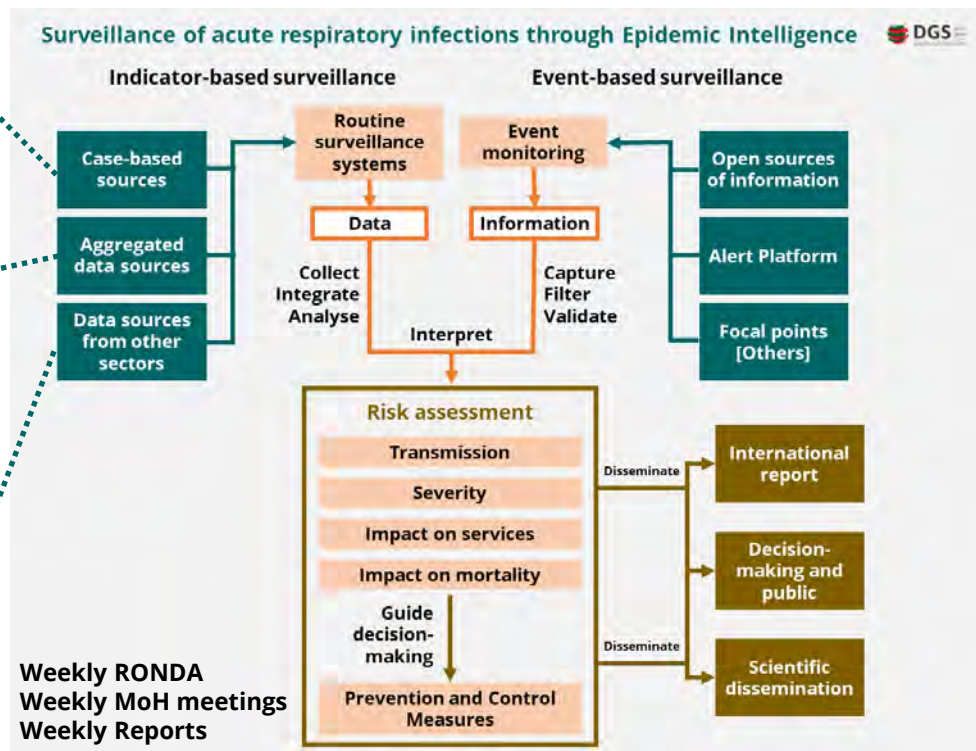 Surveillance of acute respiratory infections through Epidemic Intelligence
DGS
Indicator-based surveillance
Event-based surveillance
Case-based
sources
Aggregated
data sources
Data sources
from other
sectors
Routine
surveillance
systems
Event
monitoring
Open sources
of information
Alert Platform
Focal points
[Others]
Data
Information
Collect
Integrate
Analyse
Capture
Filter
Validate
Interpret
Risk assessment
Transmission
Severity
Impact on services
Impact on mortality
Guide
decision-
making
Prevention and Control
Measures
Disseminate
Disseminate
International
report
Decision-
making and
public
Scientific
dissemination
Weekly RONDA
Weekly MoH meetings
Weekly Reports